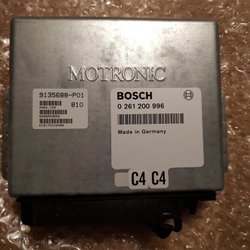 MOTRONIC
9135688-P01
B10
BOSCH
0 261 200 996
Made in Germany
C4 C4